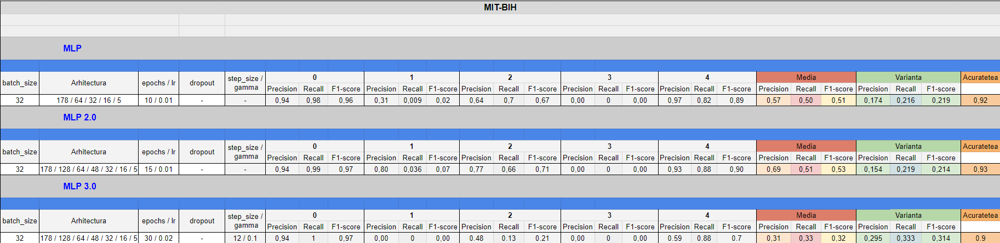 MIT-BIH
MLP
batch_size Arhitectura epochs / lr dropout step_size / gamma 0 1 2 3 4 Media Varianta Acuratetea
Precision Recall F1-score Precision Recall F1-score Precision Recall F1-score Precision Recall F1-score Precision Recall F1-score Precision Recall F1-score Precision Recall F1-score
32 178 / 64 / 32 / 16 / 5 10 / 0.01 - - 0,94 0,98 0,96 0,31 0,009 0,02 0,64 0,7 0,67 0,00 0 0,00 0,97 0,82 0,89 0,57 0,50 0,51 0,174 0,216 0,219 0,92
MLP 2.0
batch_size Arhitectura epochs / lr dropout step_size / gamma 0 1 2 3 4 Media Varianta Acuratetea
Precision Recall F1-score Precision Recall F1-score Precision Recall F1-score Precision Recall F1-score Precision Recall F1-score Precision Recall F1-score Precision Recall F1-score
32 178 / 128 / 64 / 48 / 32 / 16 / 5 15 / 0.01 - - 0,94 0,99 0,97 0,80 0,036 0,07 0,77 0,66 0,71 0,00 0 0,00 0,93 0,88 0,90 0,69 0,51 0,53 0,154 0,219 0,214 0,93
MLP 3.0
batch_size Arhitectura epochs / lr dropout step_size / gamma 0 1 2 3 4 Media Varianta Acuratetea
Precision Recall F1-score Precision Recall F1-score Precision Recall F1-score Precision Recall F1-score Precision Recall F1-score Precision Recall F1-score Precision Recall F1-score
32 178 / 128 / 64 / 48 / 32 / 16 / 5 30 / 0.02 - 12 / 0.1 0,94 1 0,97 0,00 0 0,00 0.48 0.13 0.21 0,00 0 0,00 0.59 0.88 0.7 0,31 0,33 0,32 0,295 0,333 0,314 0.9